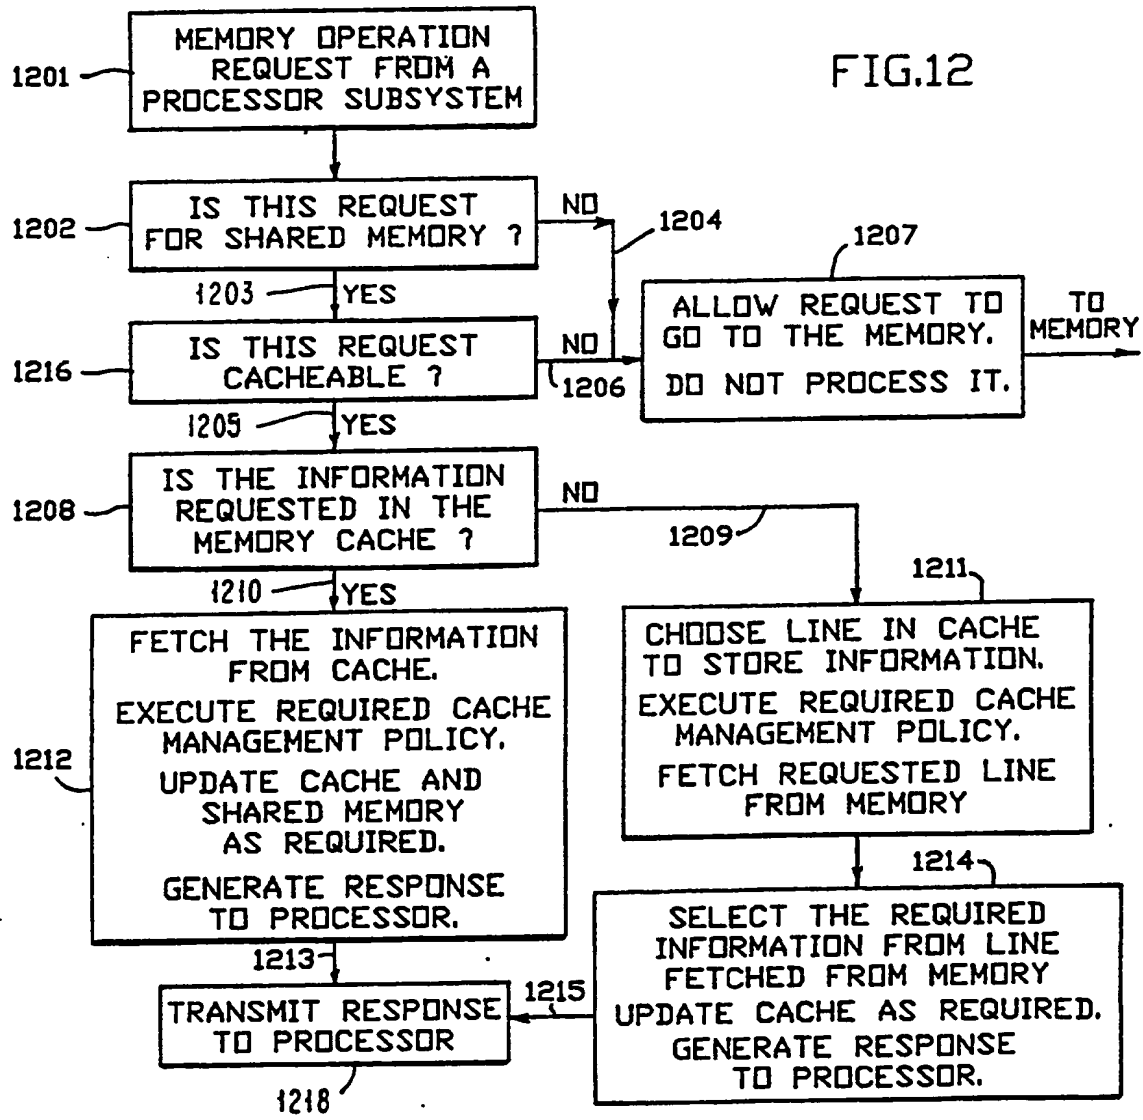 FIG.12
1201
MEMORY OPERATION
REQUEST FROM A
PROCESSOR SUBSYSTEM
1202
IS THIS REQUEST
FOR SHARED MEMORY ?
NO
1204
1203
YES
1207
ALLOW REQUEST TO
GO TO THE MEMORY.
DO NOT PROCESS IT.
TO
MEMORY
1216
IS THIS REQUEST
CACHEABLE ?
NO
1206
1205
YES
1208
IS THE INFORMATION
REQUESTED IN THE
MEMORY CACHE ?
NO
1209
1210
YES
1212
FETCH THE INFORMATION
FROM CACHE.
EXECUTE REQUIRED CACHE
MANAGEMENT POLICY.
UPDATE CACHE AND
SHARED MEMORY
AS REQUIRED.
GENERATE RESPONSE
TO PROCESSOR.
1211
CHOOSE LINE IN CACHE
TO STORE INFORMATION.
EXECUTE REQUIRED CACHE
MANAGEMENT POLICY.
FETCH REQUESTED LINE
FROM MEMORY
1214
SELECT THE REQUIRED
INFORMATION FROM LINE
FETCHED FROM MEMORY
UPDATE CACHE AS REQUIRED.
GENERATE RESPONSE
TO PROCESSOR.
1213
1215
TRANSMIT RESPONSE
TO PROCESSOR
1218